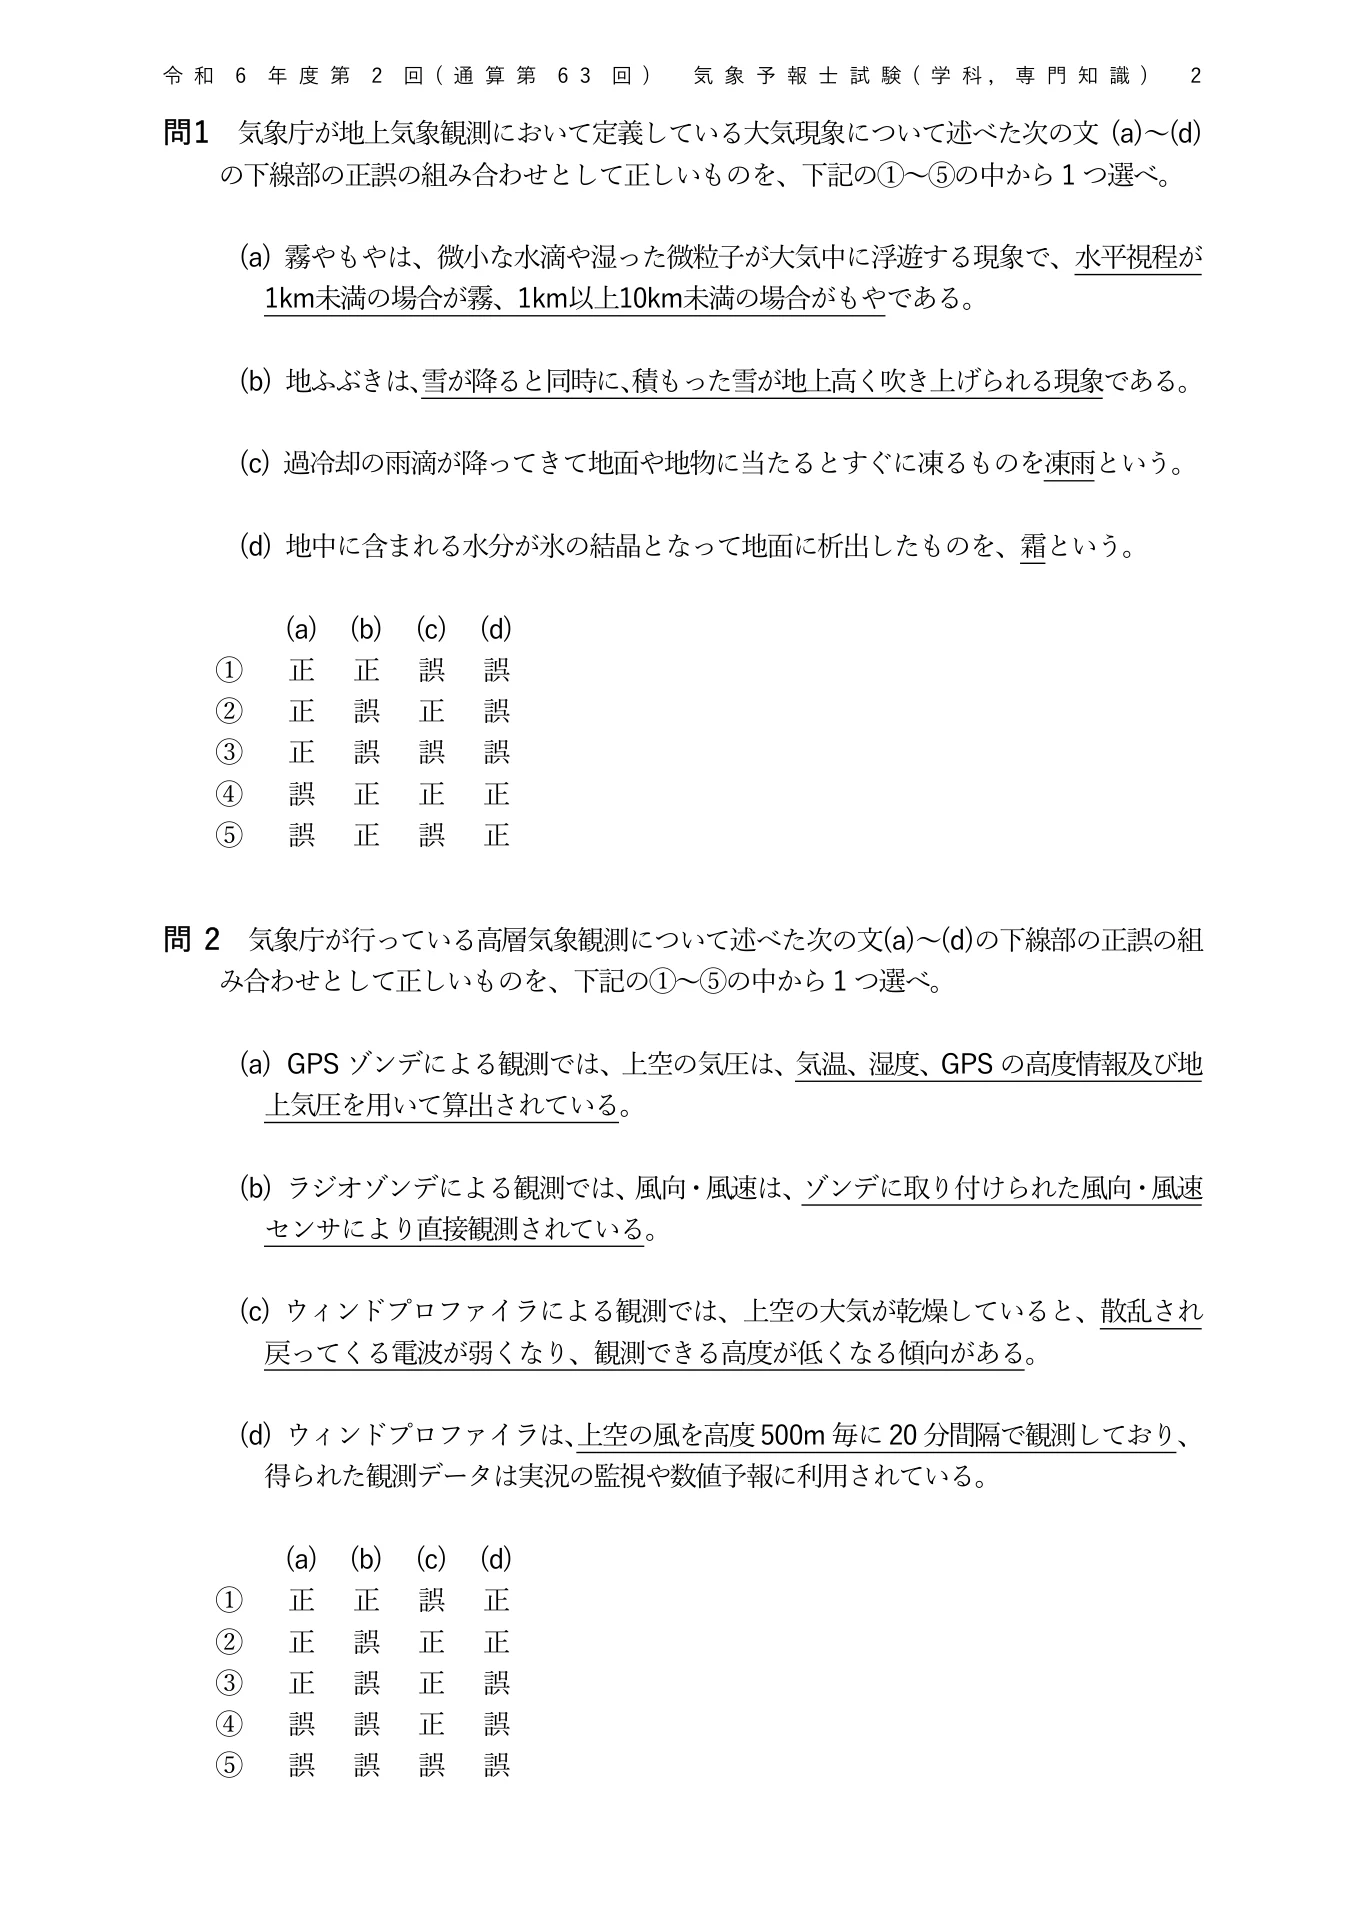 令和6年度第2回(通算第63回) 気象予報士試験(学科, 専門知識) 2
問1 気象庁が地上気象観測において定義している大気現象について述べた次の文 (a)～(d)
の下線部の正誤の組み合わせとして正しいものを、下記の①～⑤の中から 1 つ選べ。
(a) 霧やもやは、微小な水滴や湿った微粒子が大気中に浮遊する現象で、水平視程が
1km未満の場合が霧、1km以上10km未満の場合がもやである。
(b) 地ふぶきは、雪が降ると同時に、積もった雪が地上高く吹き上げられる現象である。
(c) 過冷却の雨滴が降ってきて地面や地物に当たるとすぐに凍るものを凍雨という。
(d) 地中に含まれる水分が氷の結晶となって地面に析出したものを、霜という。
(a) (b) (c) (d)
① 正 正 誤 誤
② 正 誤 正 誤
③ 正 誤 誤 誤
④ 誤 正 正 正
⑤ 誤 正 誤 正
問 2 気象庁が行っている高層気象観測について述べた次の文(a)～(d)の下線部の正誤の組
み合わせとして正しいものを、下記の①～⑤の中から 1 つ選べ。
(a) GPS ゾンデによる観測では、上空の気圧は、気温、湿度、GPS の高度情報及び地
上気圧を用いて算出されている。
(b) ラジオゾンデによる観測では、風向・風速は、ゾンデに取り付けられた風向・風速
センサにより直接観測されている。
(c) ウィンドプロファイラによる観測では、上空の大気が乾燥していると、散乱され
戻ってくる電波が弱くなり、観測できる高度が低くなる傾向がある。
(d) ウィンドプロファイラは、上空の風を高度 500m 毎に 20 分間隔で観測しており、
得られた観測データは実況の監視や数値予報に利用されている。
(a) (b) (c) (d)
① 正 正 誤 正
② 正 誤 正 正
③ 正 誤 正 誤
④ 誤 誤 正 誤
⑤ 誤 誤 誤 誤